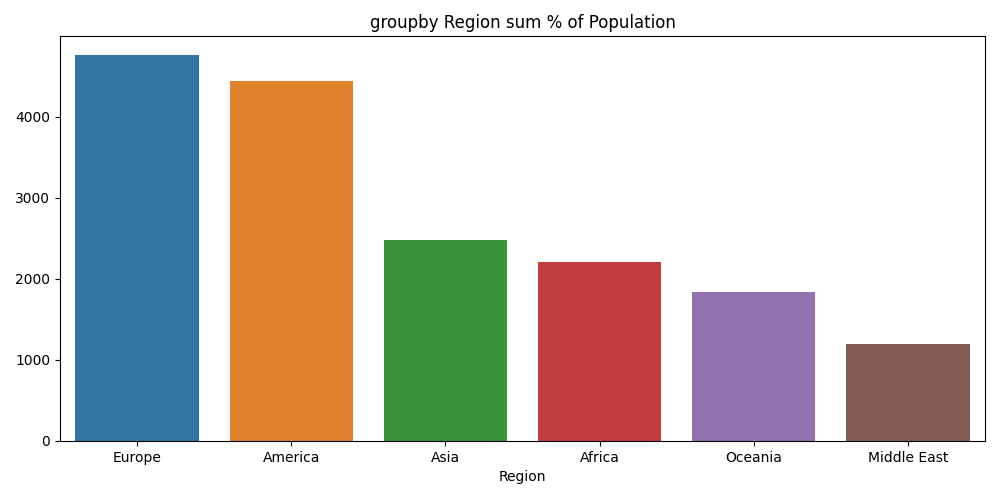 groupby Region sum % of Population
4000
3000
2000
1000
0
Europe America Asia Africa Oceania Middle East
Region